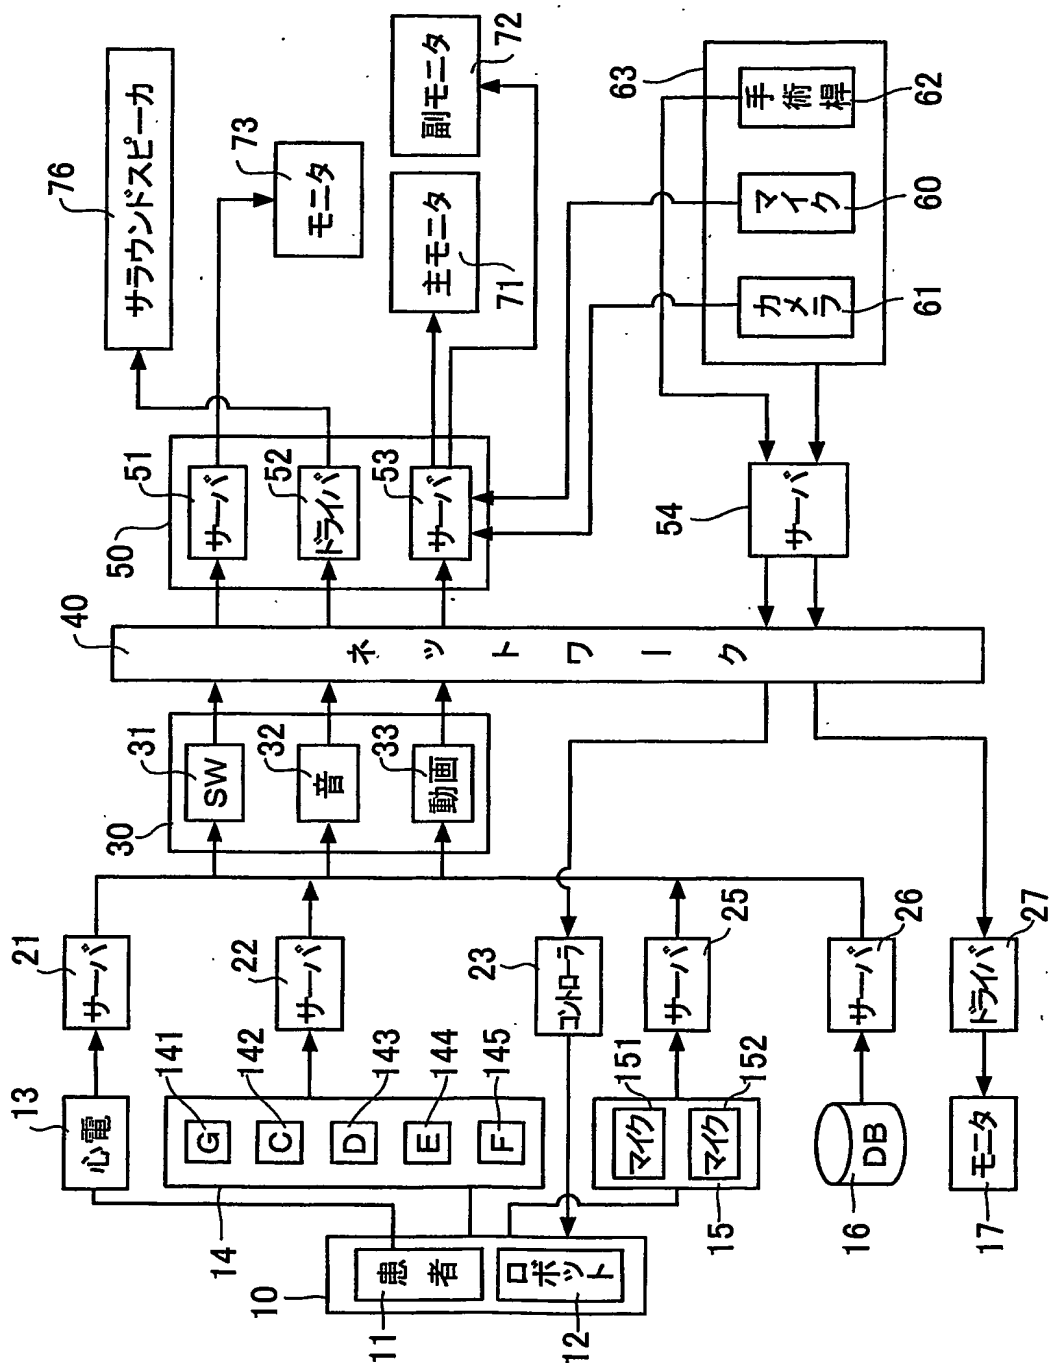 76
サラウンドスピーカ
73
モニタ
副モニタ
72
主モニタ
71
63
手術桿
62
マイク
60
カメラ
61
50
51
サーバ
52
ドライバ
53
サーバ
54
サーバ
40
ネットワーク
30
31
SW
32
音
33
動画
21
サーバ
22
サーバ
23
コントローラ
25
サーバ
26
サーバ
27
ドライバ
13
心電
14
141
G
142
C
143
D
144
E
145
F
15
151
マイク
152
マイク
16
DB
17
モニタ
10
11
患者
12
ロボット